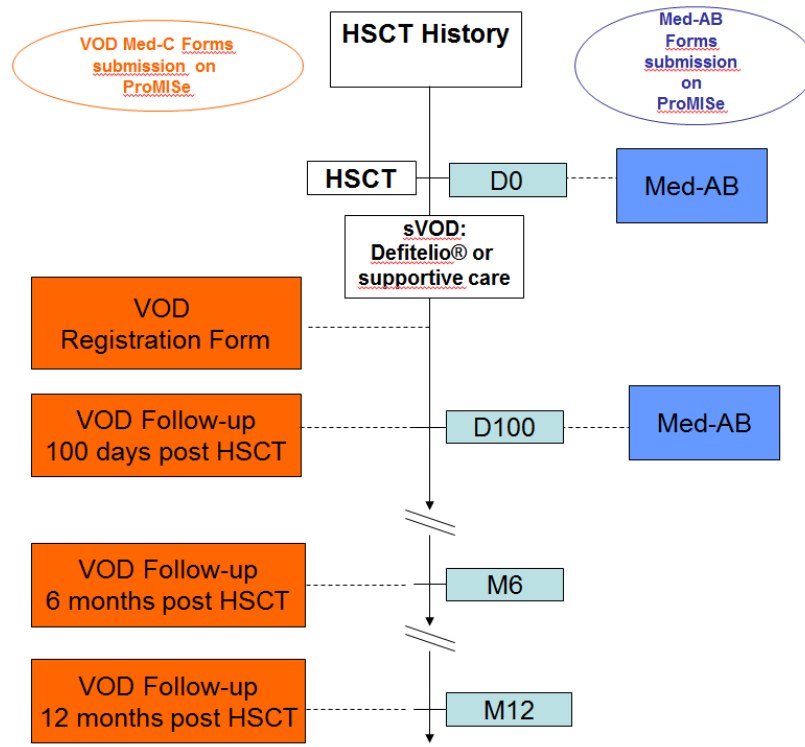 VOD Med-C Forms
submission on
ProMISe
HSCT History
Med-AB
Forms
submission
on
ProMISe
HSCT
D0
Med-AB
sVOD:
Defitelio® or
supportive care
VOD
Registration Form
VOD Follow-up
100 days post HSCT
D100
Med-AB
VOD Follow-up
6 months post HSCT
M6
VOD Follow-up
12 months post HSCT
M12